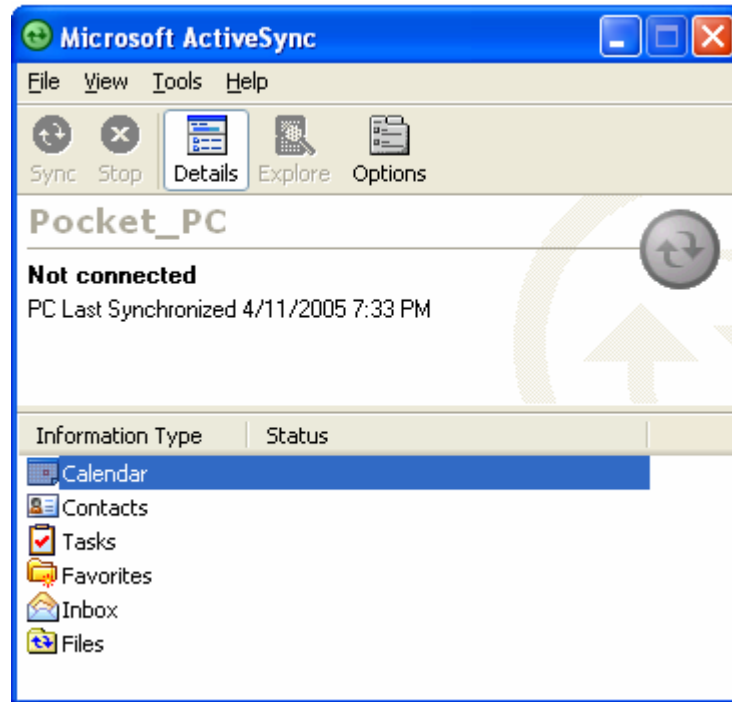 Microsoft ActiveSync
File View Tools Help
Sync Stop Details Explore Options
Pocket_PC
Not connected
PC Last Synchronized 4/11/2005 7:33 PM
Information Type Status
Calendar
Contacts
Tasks
Favorites
Inbox
Files